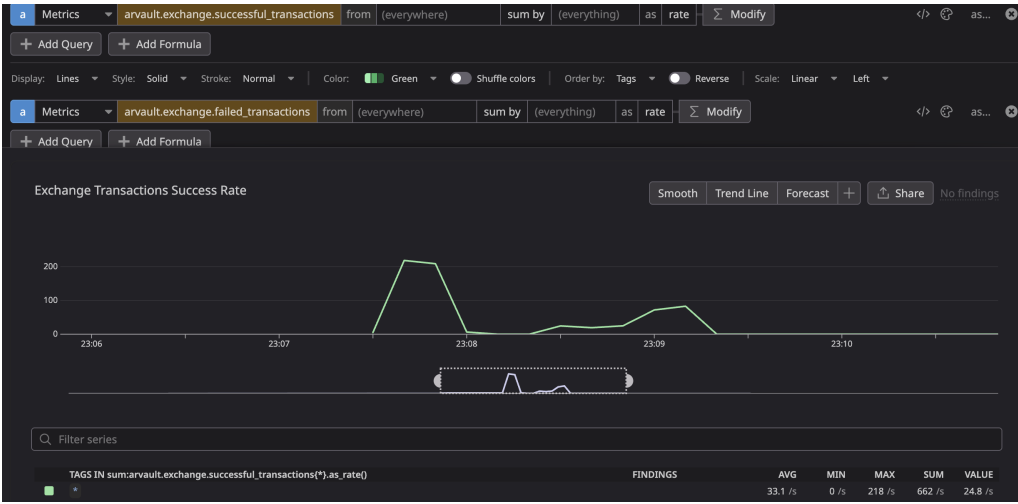 a Metrics arvault.exchange.successful_transactions from (everywhere) sum by (everything) as rate Σ Modify </> as...
+ Add Query + Add Formula
Display: Lines Style: Solid Stroke: Normal Color: Green Shuffle colors Order by: Tags Reverse Scale: Linear Left
a Metrics arvault.exchange.failed_transactions from (everywhere) sum by (everything) as rate Σ Modify </> as...
+ Add Query + Add Formula
Exchange Transactions Success Rate
Smooth Trend Line Forecast + Share No findings
200
100
0
23:06 23:07 23:08 23:09 23:10
Filter series
TAGS IN sum:arvault.exchange.successful_transactions{*}.as_rate() FINDINGS AVG MIN MAX SUM VALUE
* 33.1 /s 0 /s 218 /s 662 /s 24.8 /s